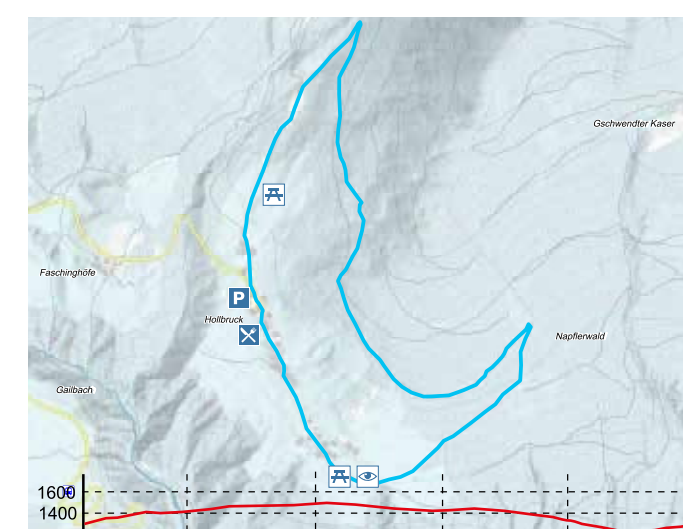 Gschwendter Kaser
Faschinghöfe
P
Hollbruck
Napflerwald
Gailbach
1600
1400